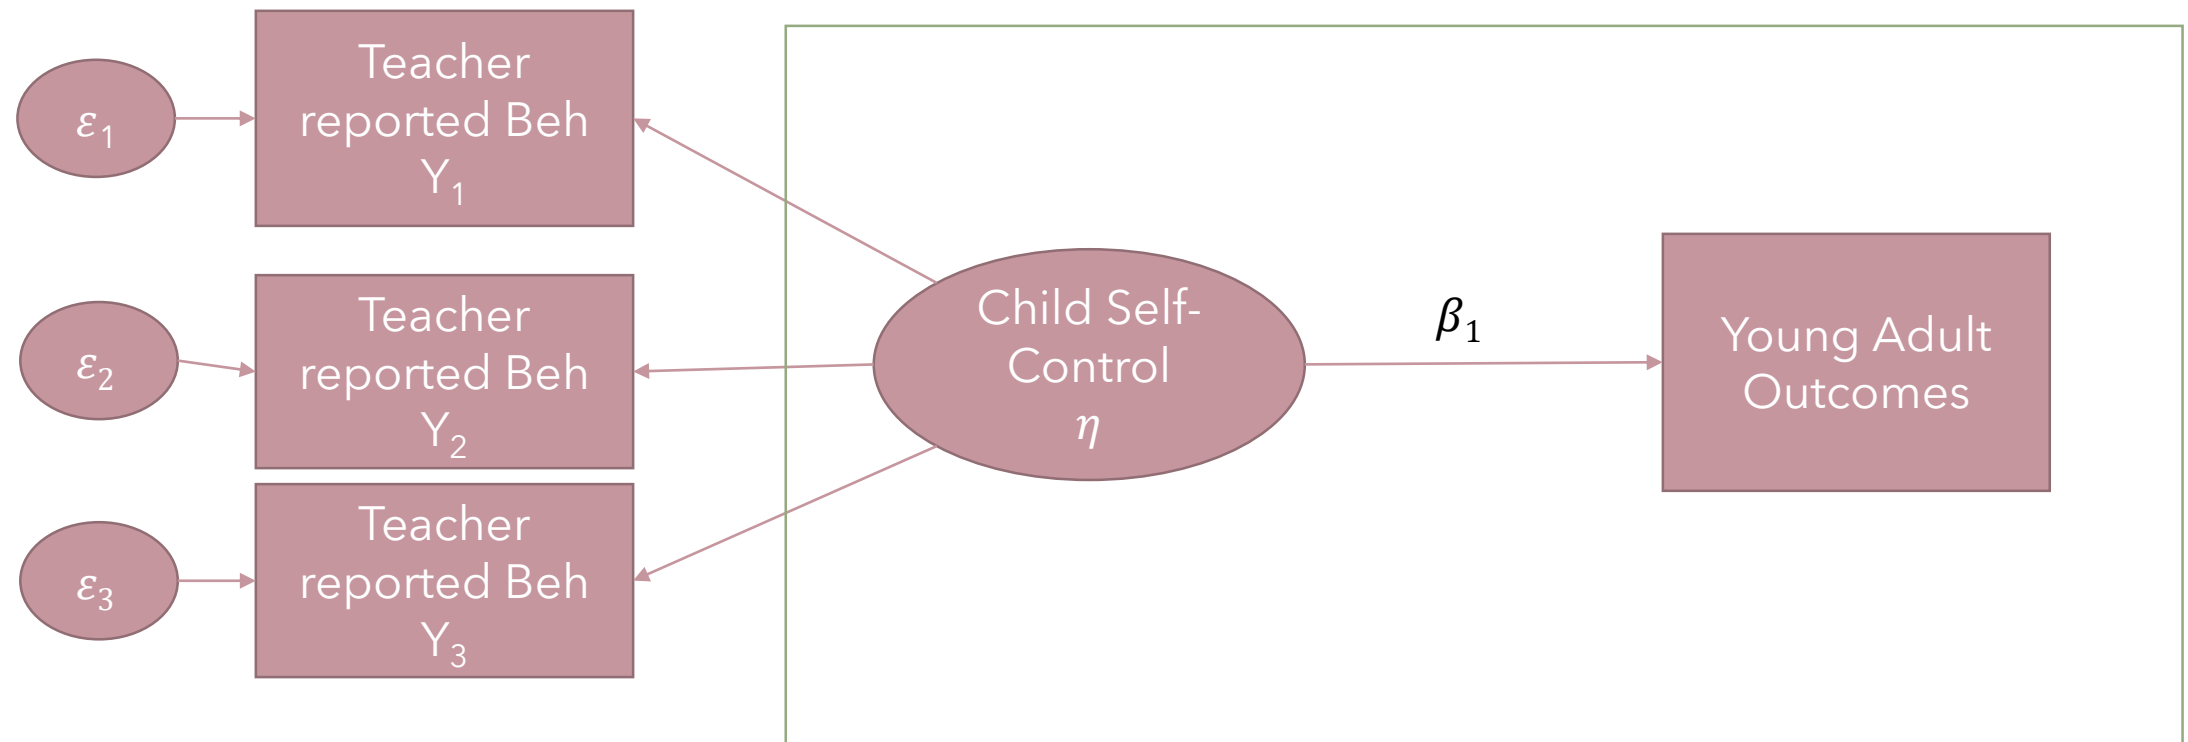 ε₁
Teacher
reported Beh
Y₁
ε₂
Teacher
reported Beh
Y₂
ε₃
Teacher
reported Beh
Y₃
Child Self-
Control
η
β₁
Young Adult
Outcomes